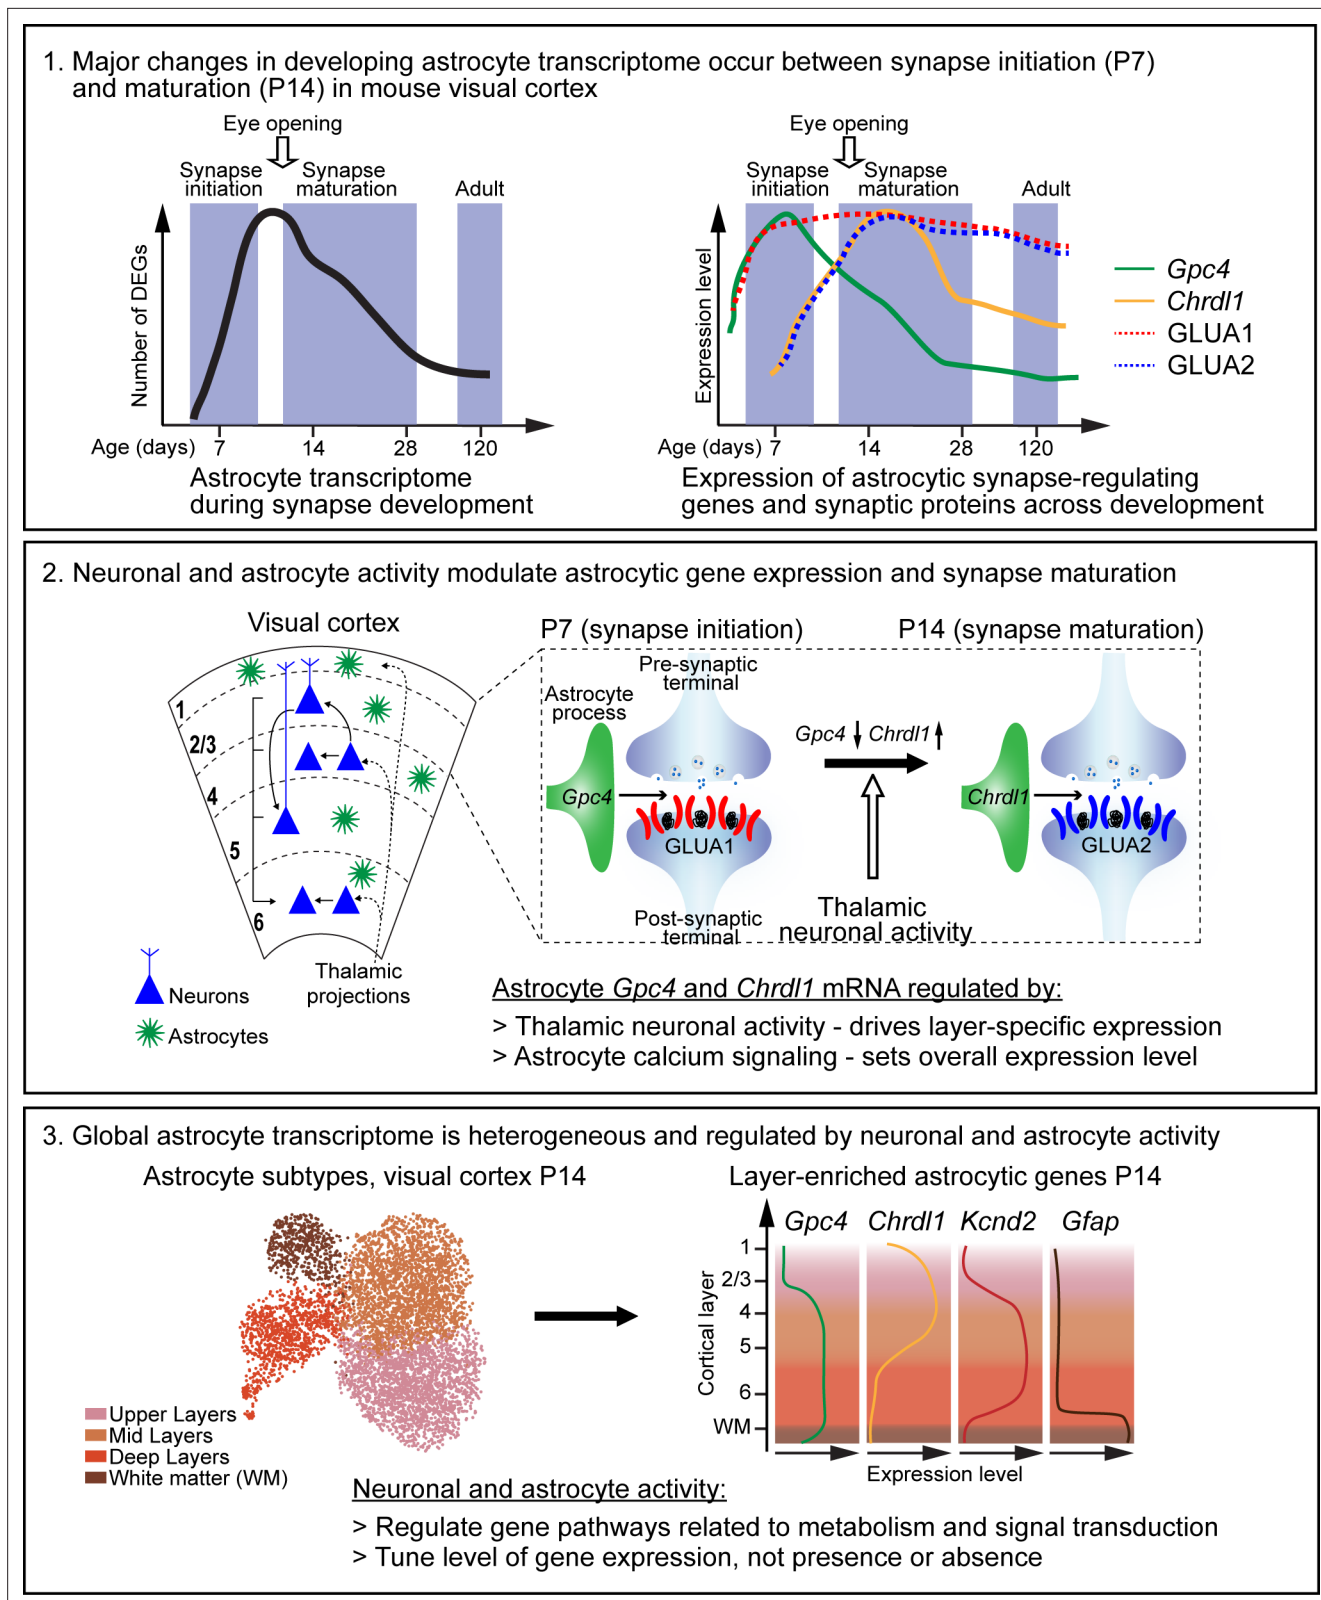 1. Major changes in developing astrocyte transcriptome occur between synapse initiation (P7)
and maturation (P14) in mouse visual cortex
Eye opening
Synapse
initiation
Synapse
maturation
Adult
Number of DEGs
Age (days) 7 14 28 120
Astrocyte transcriptome
during synapse development
Eye opening
Synapse
initiation
Synapse
maturation
Adult
Expression level
Gpc4
Chrdl1
GLUA1
GLUA2
Age (days) 7 14 28 120
Expression of astrocytic synapse-regulating
genes and synaptic proteins across development
2. Neuronal and astrocyte activity modulate astrocytic gene expression and synapse maturation
Visual cortex
1
2/3
4
5
6
Neurons
Astrocytes
Thalamic
projections
P7 (synapse initiation)
P14 (synapse maturation)
Pre-synaptic
terminal
Astrocyte
process
Gpc4
GLUA1
Post-synaptic
terminal
Gpc4 Chrdl1
Thalamic
neuronal activity
Chrdl1
GLUA2
Astrocyte Gpc4 and Chrdl1 mRNA regulated by:
> Thalamic neuronal activity - drives layer-specific expression
> Astrocyte calcium signaling - sets overall expression level
3. Global astrocyte transcriptome is heterogeneous and regulated by neuronal and astrocyte activity
Astrocyte subtypes, visual cortex P14
Upper Layers
Mid Layers
Deep Layers
White matter (WM)
Layer-enriched astrocytic genes P14
Gpc4 Chrdl1 Kcnd2 Gfap
Cortical layer
1
2/3
4
5
6
WM
Expression level
Neuronal and astrocyte activity:
> Regulate gene pathways related to metabolism and signal transduction
> Tune level of gene expression, not presence or absence